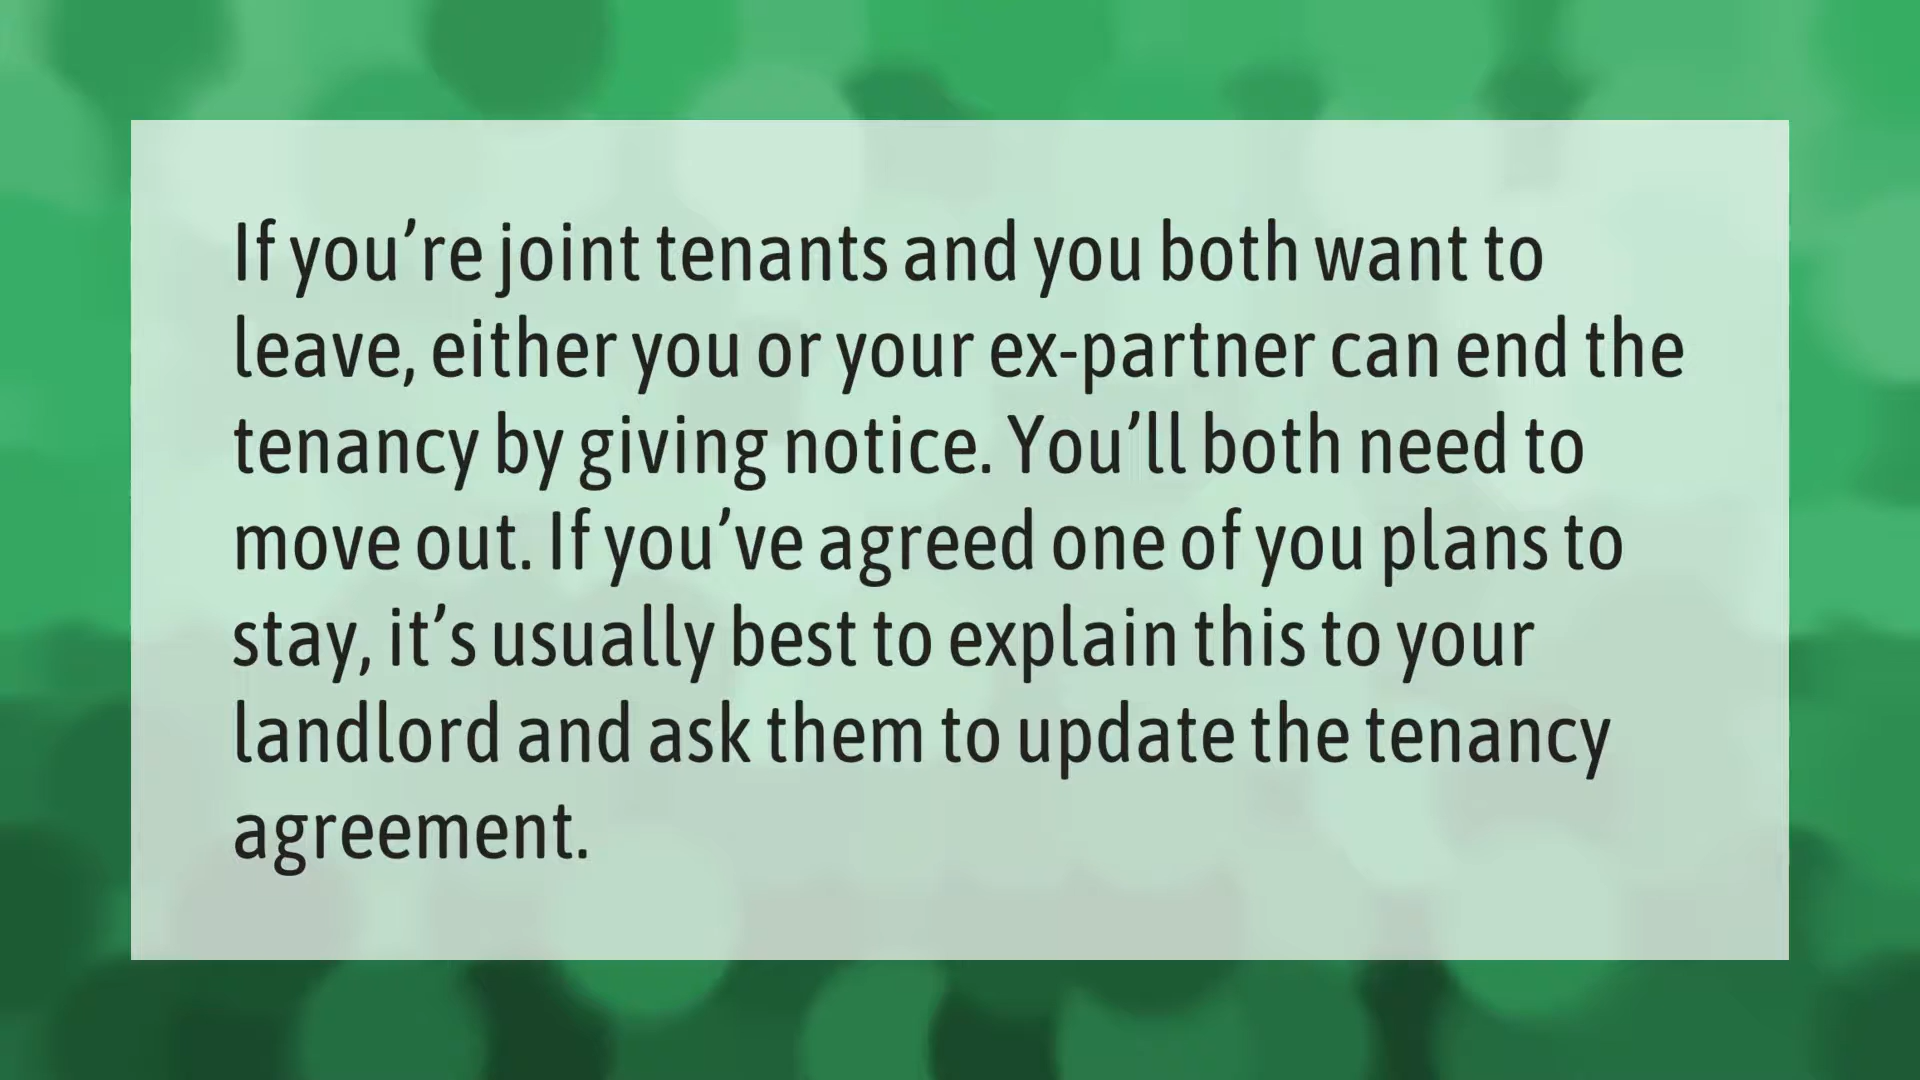 If you’re joint tenants and you both want to
leave, either you or your ex-partner can end the
tenancy by giving notice. You’ll both need to
move out. If you’ve agreed one of you plans to
stay, it’s usually best to explain this to your
landlord and ask them to update the tenancy
agreement.